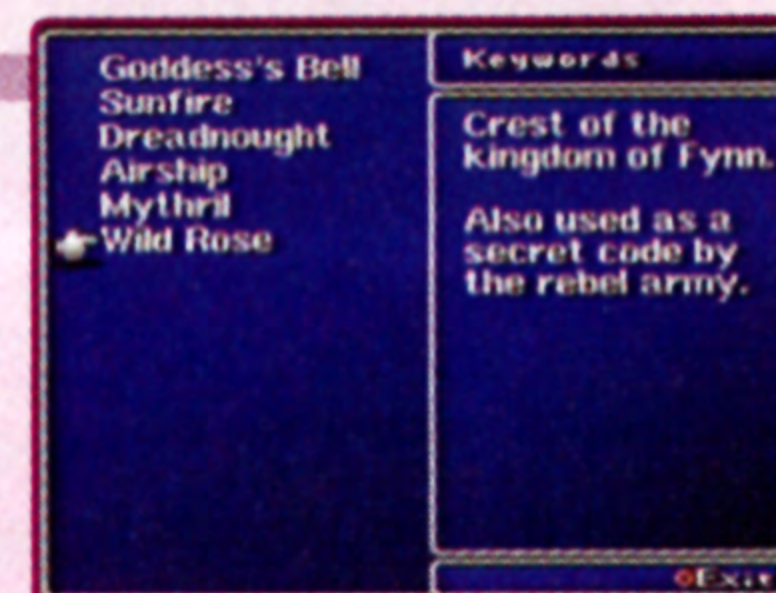 Goddess's Bell
Sunfire
Dreadnought
Airship
Mythril
Wild Rose
Keywords
Crest of the
kingdom of Fynn.
Also used as a
secret code by
the rebel army.
Exit